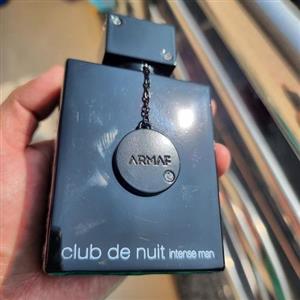 ARMAF
club de nuit intense man